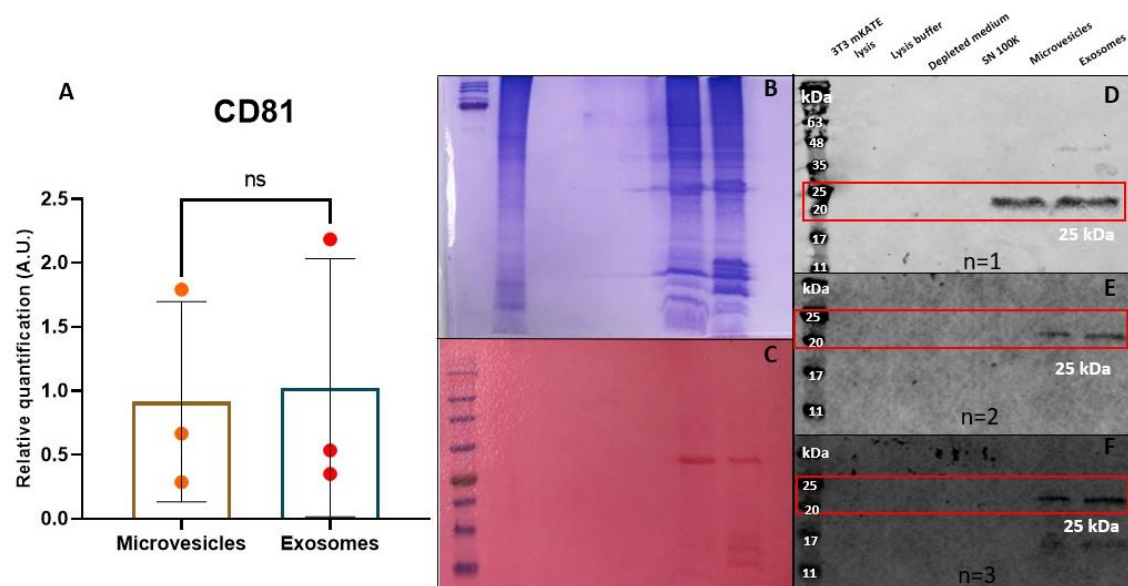 A
CD81
ns
Relative quantification (A.U.)
2.5
2.0
1.5
1.0
0.5
0.0
Microvesicles
Exosomes
B
C
3T3 mKATE
lysis
Lysis buffer
Depleted medium
SN 100K
Microvesicles
Exosomes
D
kDa
63
48
35
25
20
25 kDa
17
11
n=1
E
kDa
25
20
25 kDa
17
11
n=2
F
kDa
25
20
25 kDa
17
11
n=3